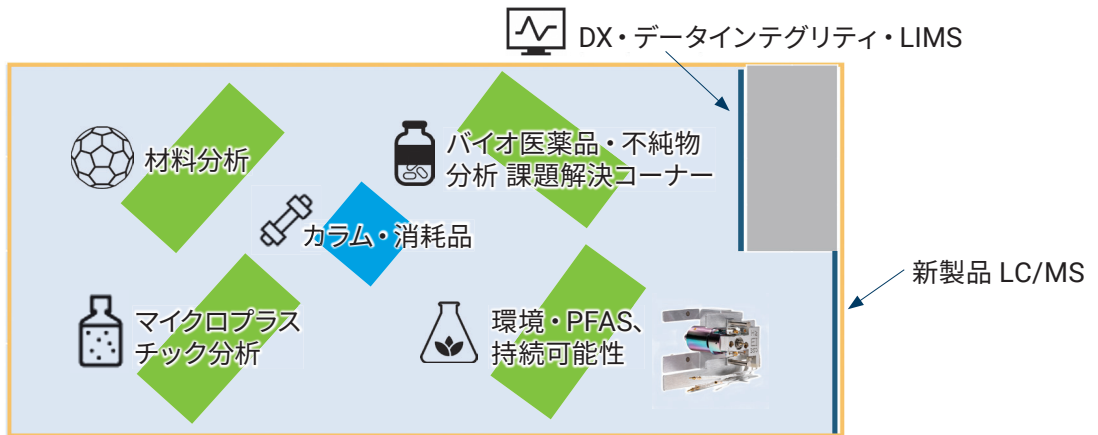 DX・データインテグリティ・LIMS
材料分析
バイオ医薬品・不純物
分析 課題解決コーナー
カラム・消耗品
新製品 LC/MS
マイクロプラス
チック分析
環境・PFAS、
持続可能性